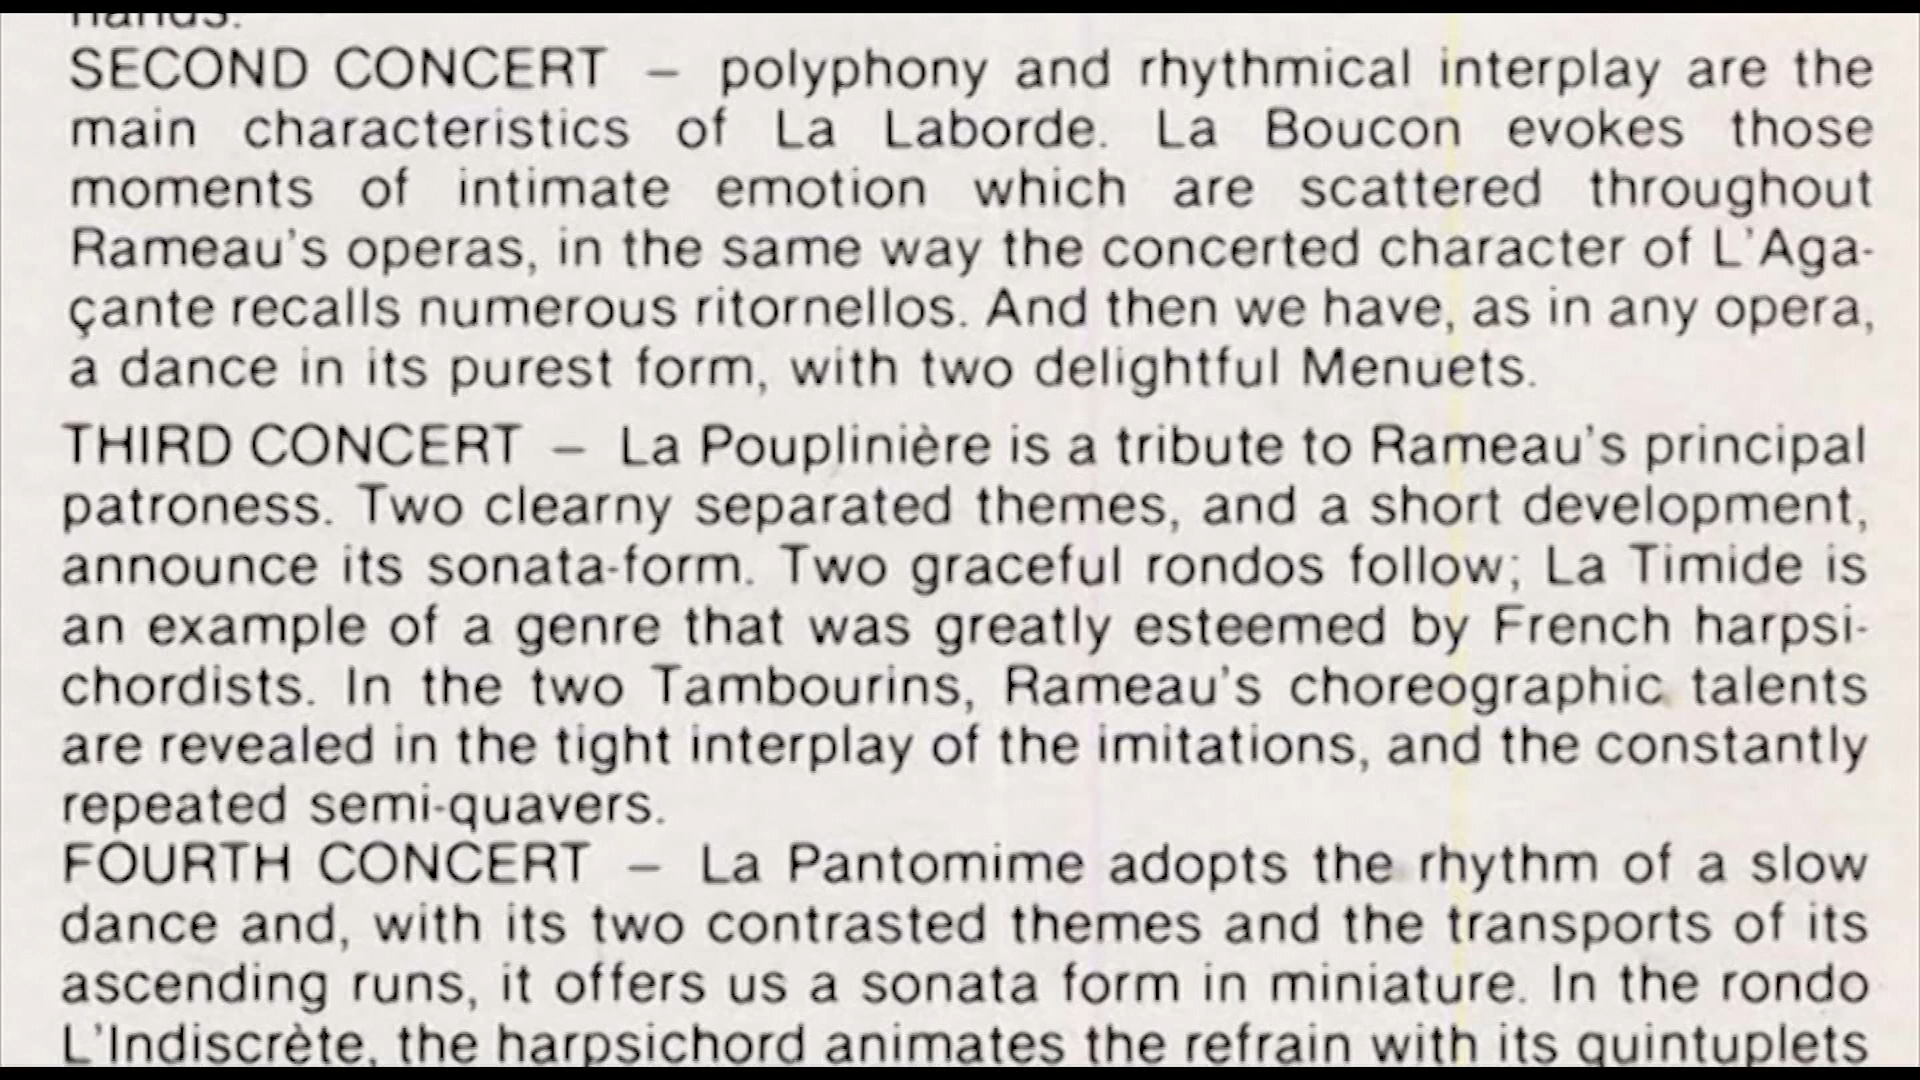 hands.
SECOND CONCERT – polyphony and rhythmical interplay are the
main characteristics of La Laborde. La Boucon evokes those
moments of intimate emotion which are scattered throughout
Rameau's operas, in the same way the concerted character of L'Aga-
çante recalls numerous ritornellos. And then we have, as in any opera,
a dance in its purest form, with two delightful Menuets.
THIRD CONCERT – La Pouplinière is a tribute to Rameau's principal
patroness. Two clearny separated themes, and a short development,
announce its sonata-form. Two graceful rondos follow; La Timide is
an example of a genre that was greatly esteemed by French harpsi-
chordists. In the two Tambourins, Rameau's choreographic talents
are revealed in the tight interplay of the imitations, and the constantly
repeated semi-quavers.
FOURTH CONCERT – La Pantomime adopts the rhythm of a slow
dance and, with its two contrasted themes and the transports of its
ascending runs, it offers us a sonata form in miniature. In the rondo
L'Indiscrète, the harpsichord animates the refrain with its quintuplets